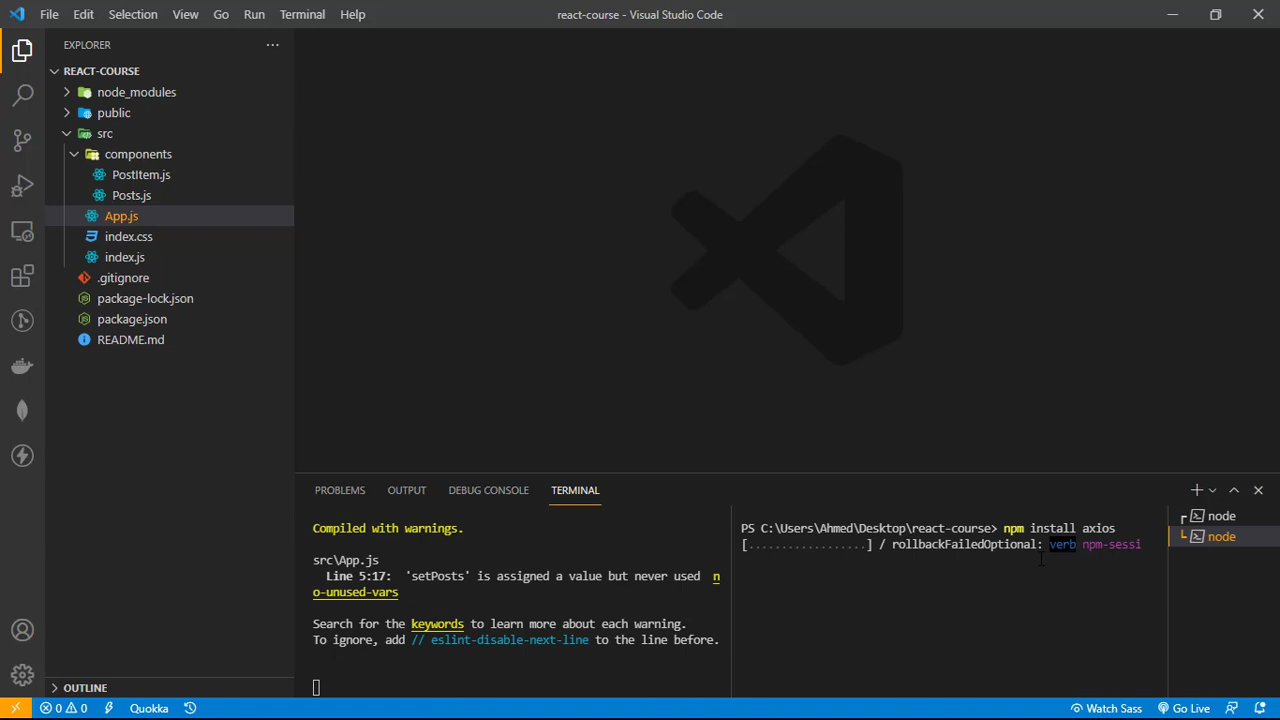 File Edit Selection View Go Run Terminal Help react-course - Visual Studio Code
EXPLORER
REACT-COURSE
node_modules
public
src
components
PostItem.js
Posts.js
App.js
index.css
index.js
.gitignore
package-lock.json
package.json
README.md
OUTLINE
PROBLEMS OUTPUT DEBUG CONSOLE TERMINAL
Compiled with warnings.
src\App.js
Line 5:17: 'setPosts' is assigned a value but never used n
o-unused-vars
Search for the keywords to learn more about each warning.
To ignore, add // eslint-disable-next-line to the line before.
PS C:\Users\Ahmed\Desktop\react-course> npm install axios
[..................] / rollbackFailedOptional: verb npm-sessi
node
node
0 0 Quokka Watch Sass Go Live